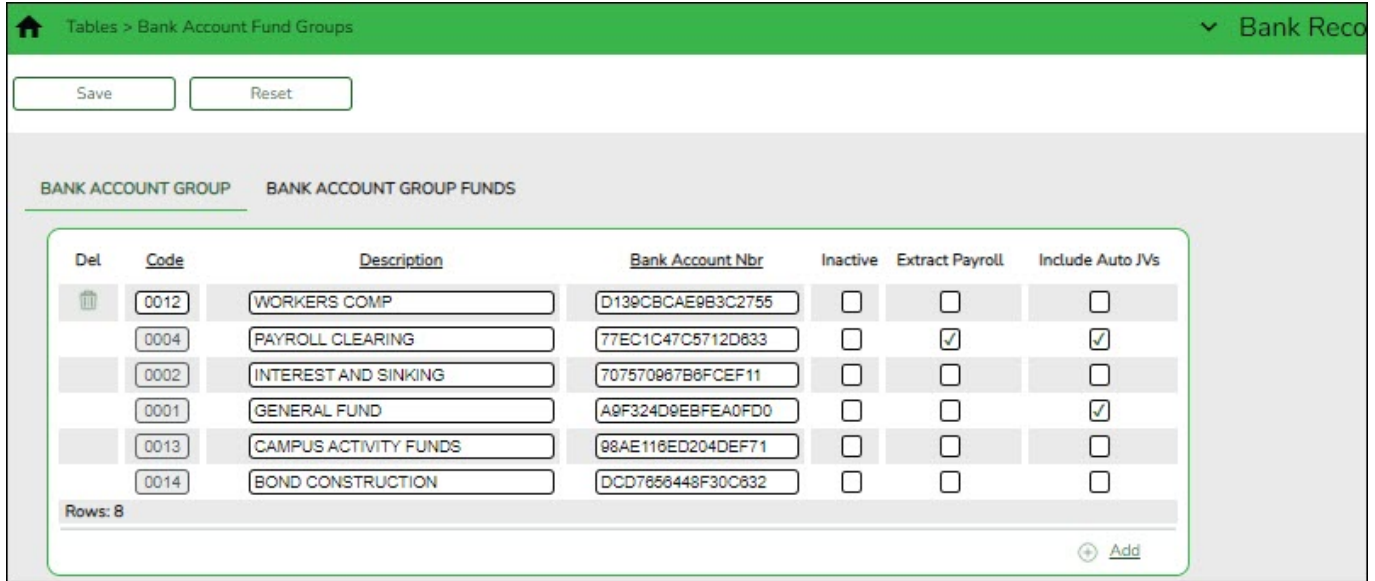 Tables > Bank Account Fund Groups Bank Reco
Save Reset
BANK ACCOUNT GROUP BANK ACCOUNT GROUP FUNDS
Del Code Description Bank Account Nbr Inactive Extract Payroll Include Auto JVs
0012 WORKERS COMP D139CBCAE9B3C2755
0004 PAYROLL CLEARING 77EC1C47C5712D633
0002 INTEREST AND SINKING 707570967B6FCEF11
0001 GENERAL FUND A9F324D9EBFEA0FD0
0013 CAMPUS ACTIVITY FUNDS 98AE116ED204DEF71
0014 BOND CONSTRUCTION DCD7656448F30C632
Rows: 8
Add